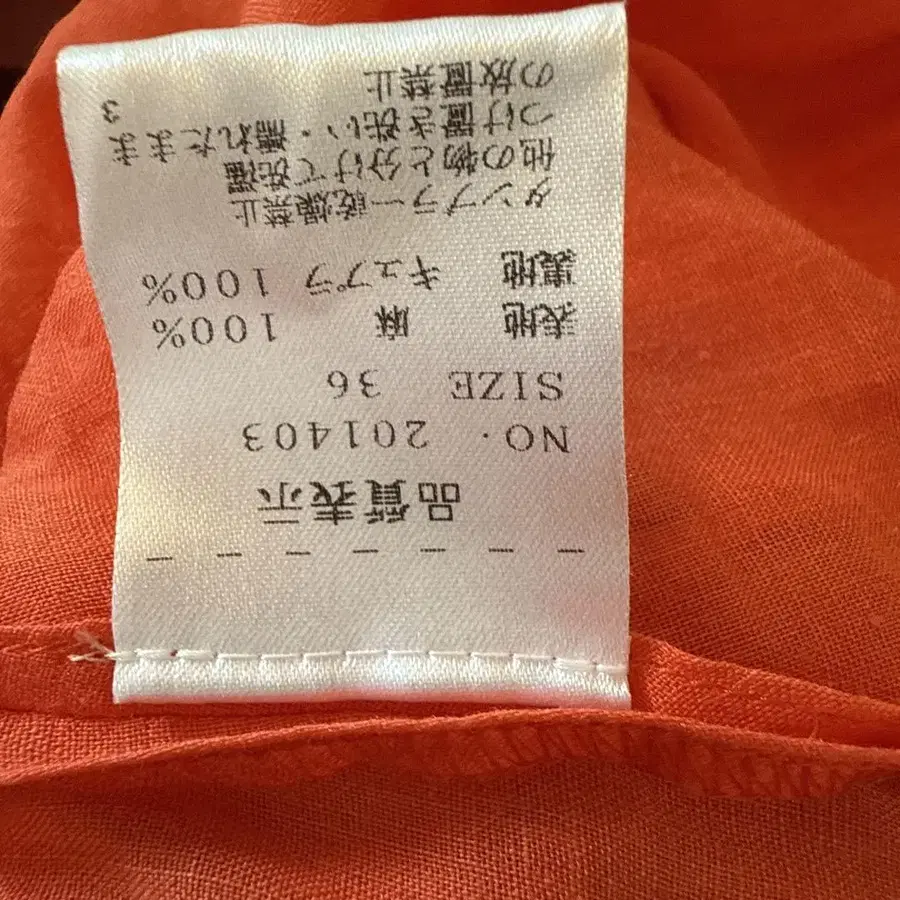 品質表示
NO. 201403
SIZE 36
表地 麻 100%
裏地 キュプラ 100%
タンブラー乾燥禁止
他の物と分けて洗濯
つけ置き洗い・濡れたまま
の放置禁止
3